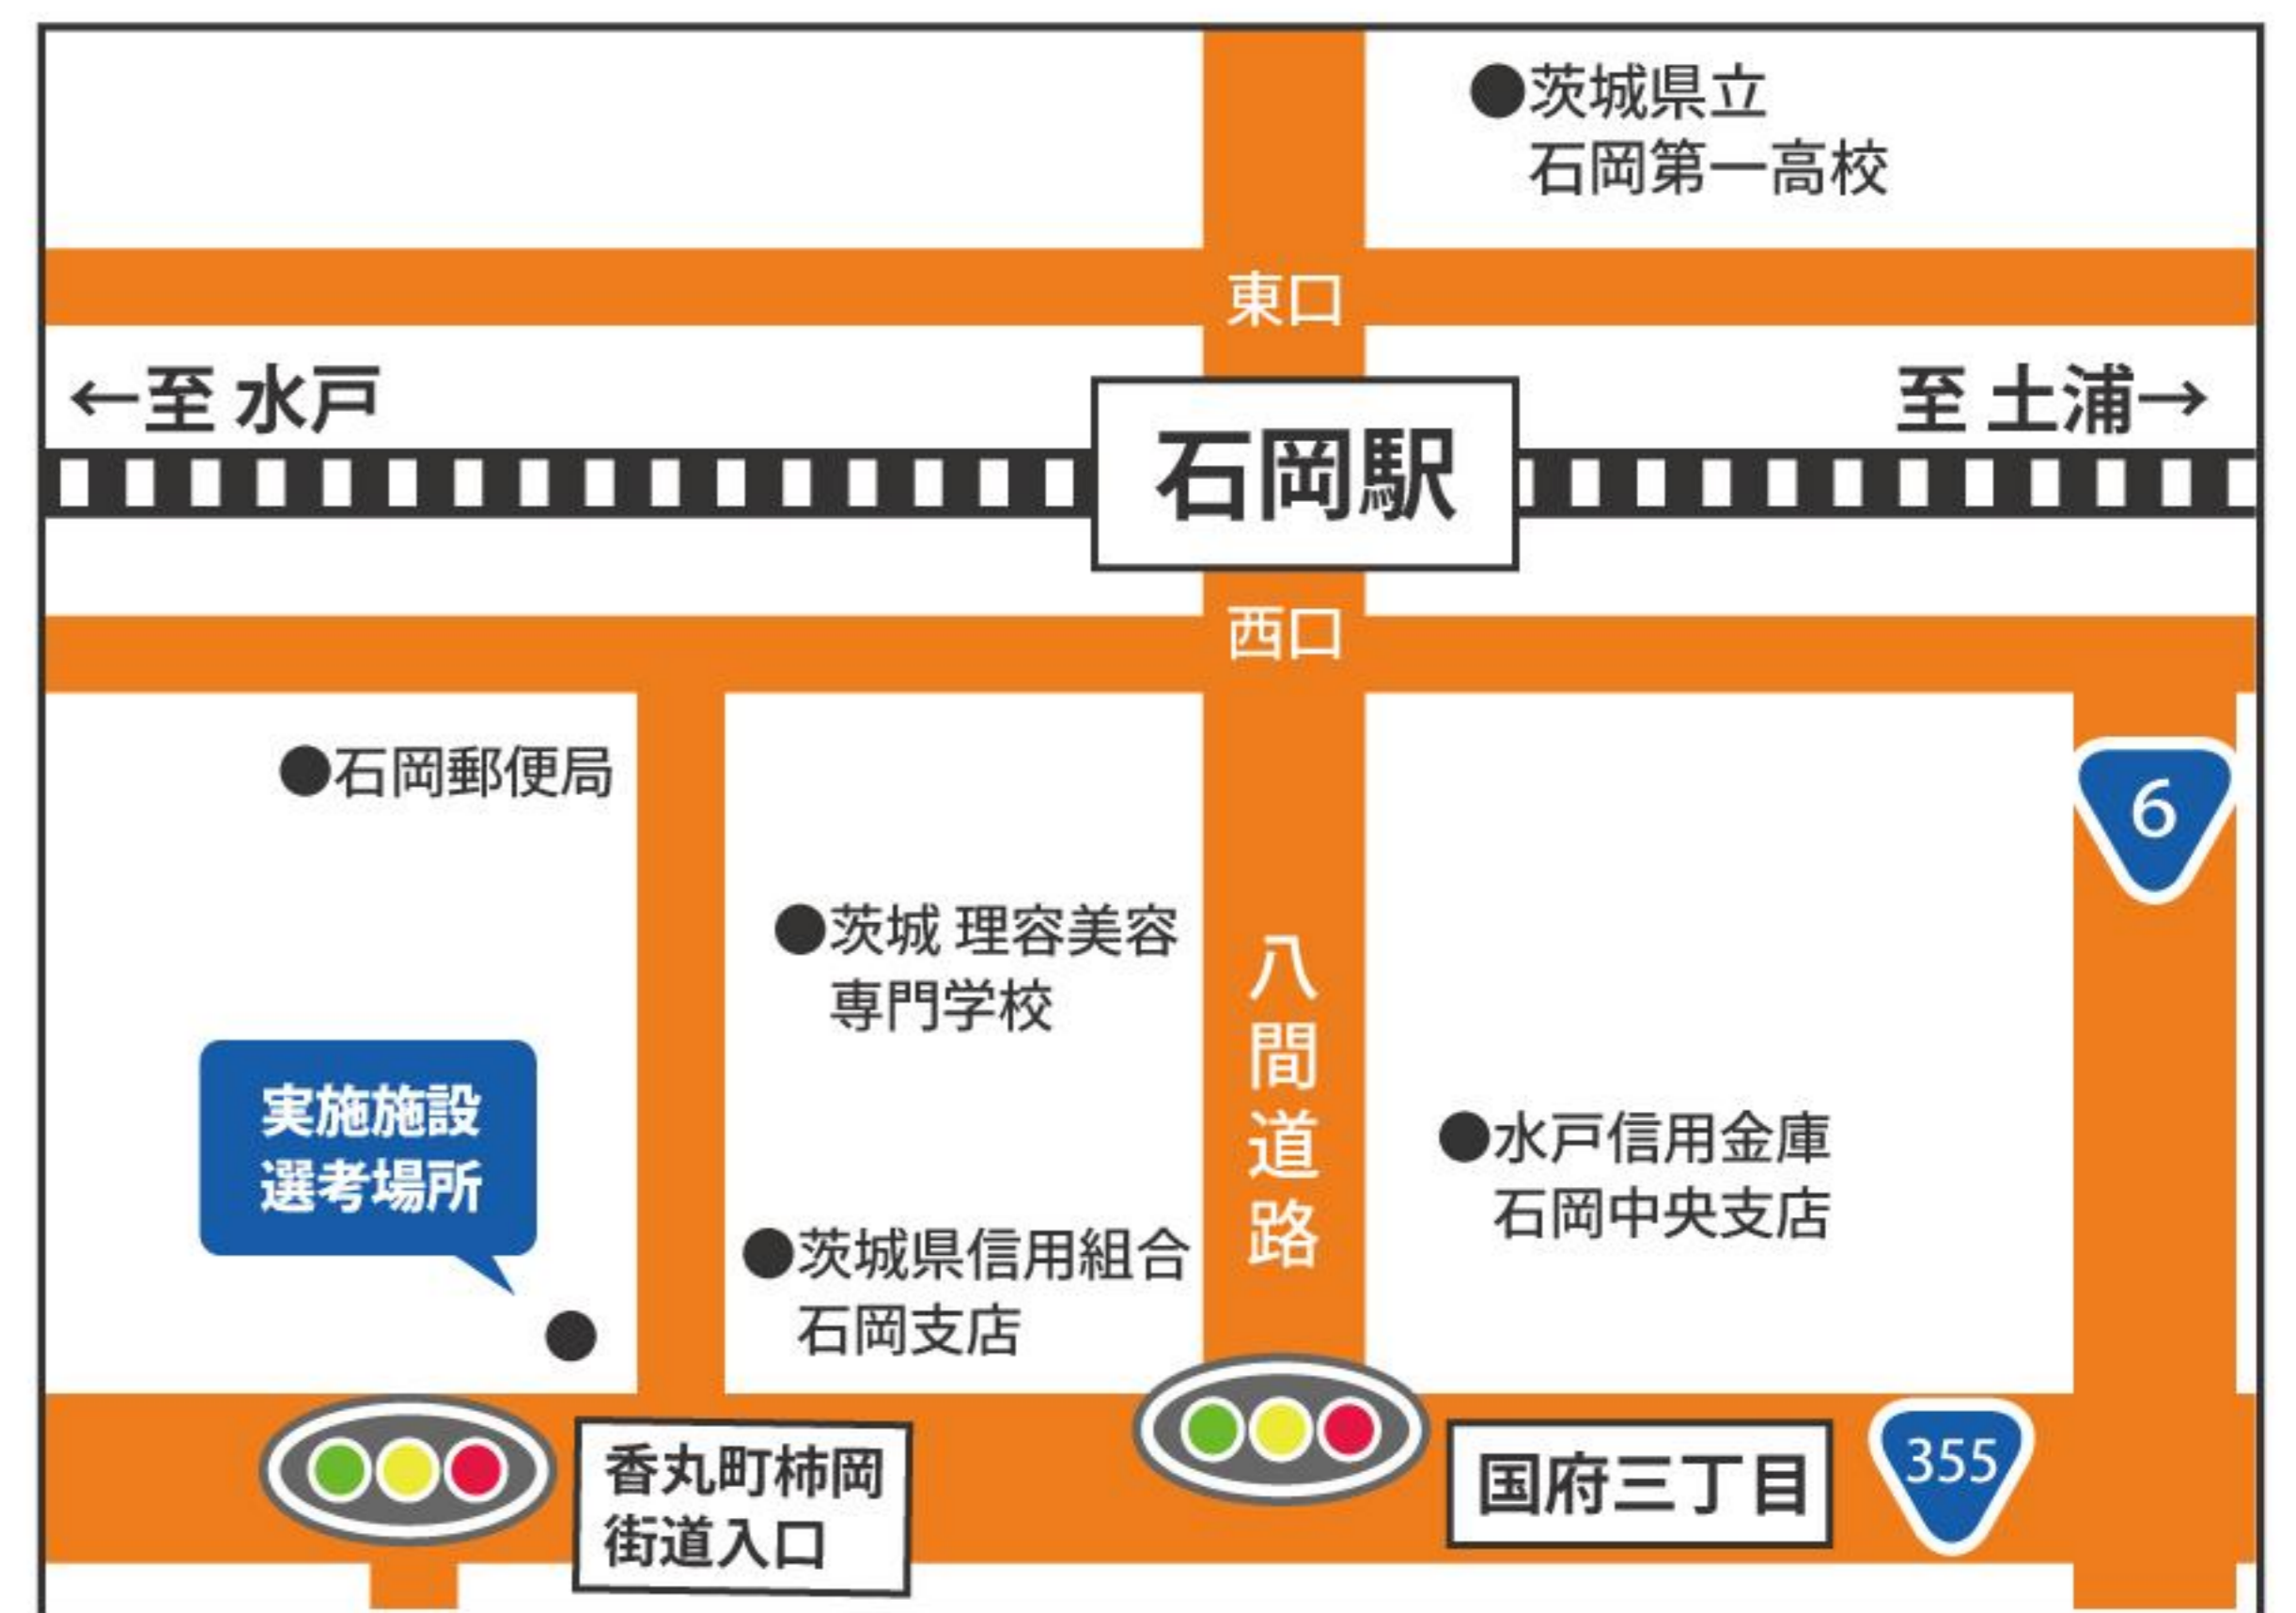 ●茨城県立
石岡第一高校
東口
←至 水戸
至 土浦→
石岡駅
西口
●石岡郵便局
6
●茨城 理容美容
専門学校
八間道路
実施施設
選考場所
●水戸信用金庫
石岡中央支店
●茨城県信用組合
石岡支店
香丸町柿岡
街道入口
国府三丁目
355